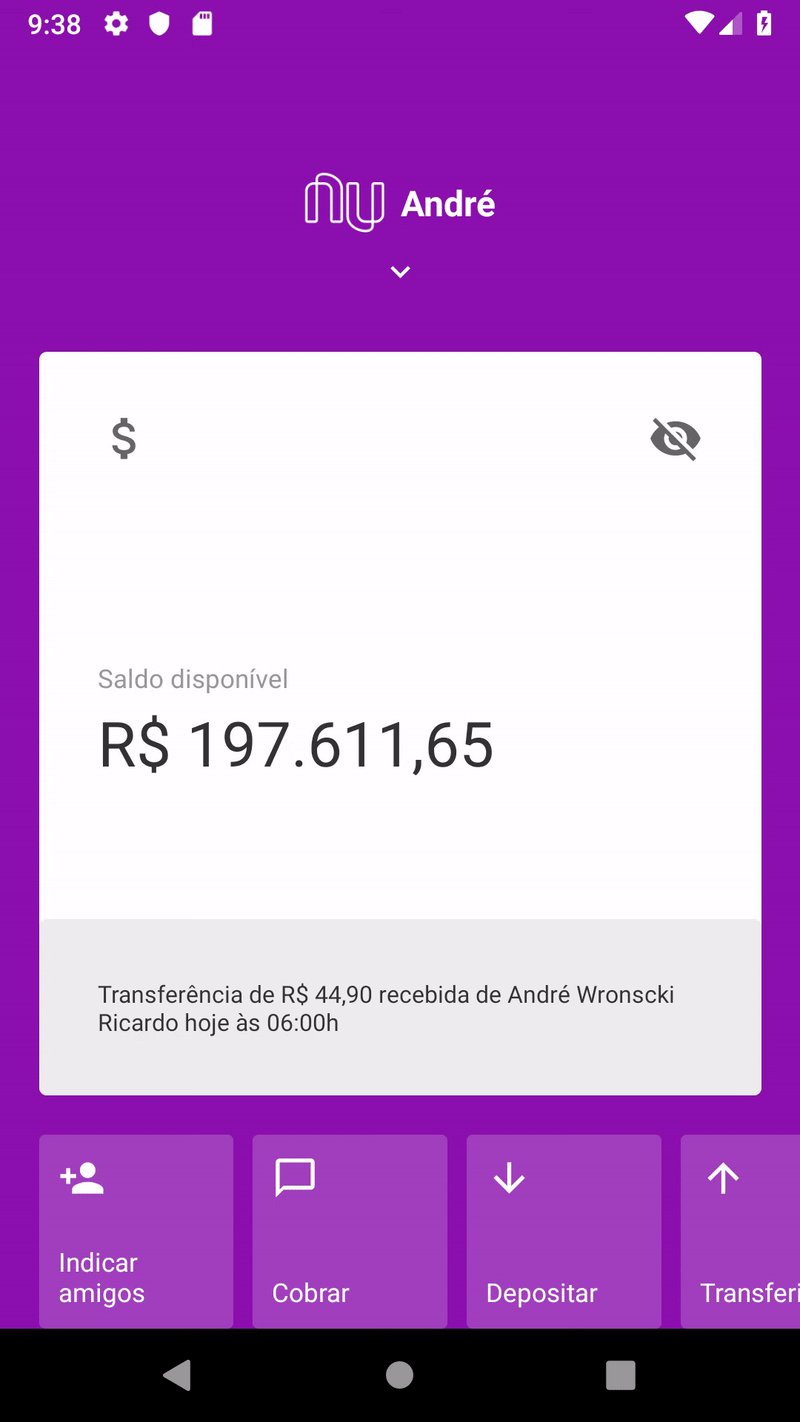 9:38
nu André
$
Saldo disponível
R$ 197.611,65
Transferência de R$ 44,90 recebida de André Wronscki
Ricardo hoje às 06:00h
Indicar
amigos
Cobrar
Depositar
Transferi